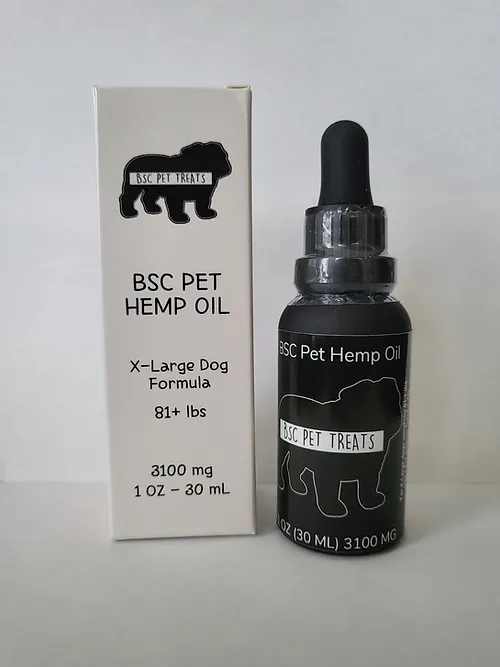 BSC PET TREATS
BSC PET
HEMP OIL
X-Large Dog
Formula
81+ lbs
3100 mg
1 OZ - 30 mL
BSC Pet Hemp Oil
BSC PET TREATS
OZ (30 ML) 3100 MG